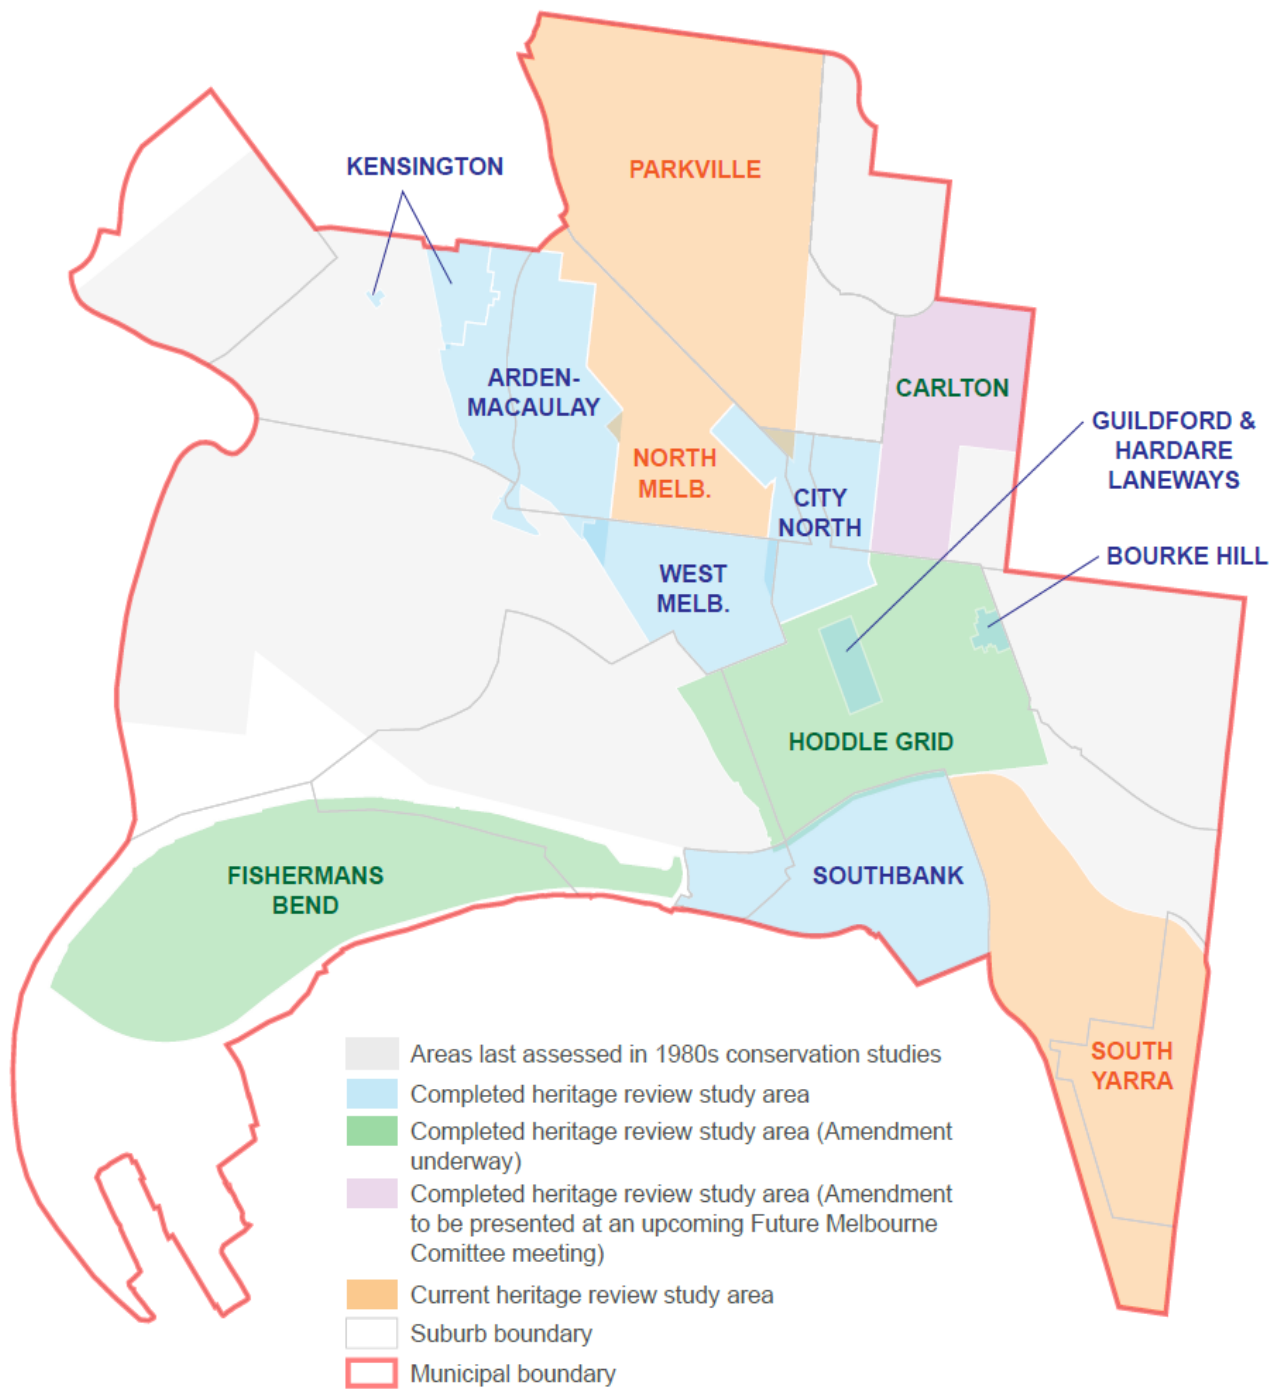 KENSINGTON
PARKVILLE
ARDEN-
MACAULAY
CARLTON
GUILDFORD &
HARDARE
LANEWAYS
NORTH
MELB.
CITY
NORTH
BOURKE HILL
WEST
MELB.
HODDLE GRID
FISHERMANS
BEND
SOUTHBANK
SOUTH
YARRA
Areas last assessed in 1980s conservation studies
Completed heritage review study area
Completed heritage review study area (Amendment
underway)
Completed heritage review study area (Amendment
to be presented at an upcoming Future Melbourne
Comittee meeting)
Current heritage review study area
Suburb boundary
Municipal boundary